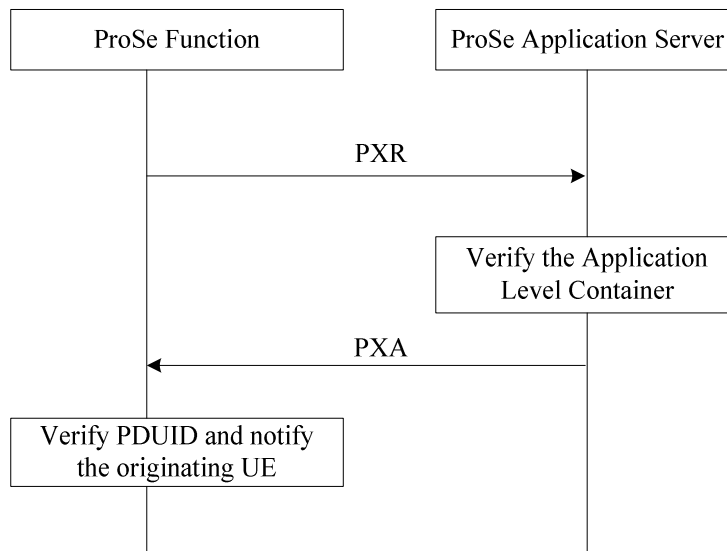 ProSe Function
ProSe Application Server
PXR
Verify the Application
Level Container
PXA
Verify PDUID and notify
the originating UE